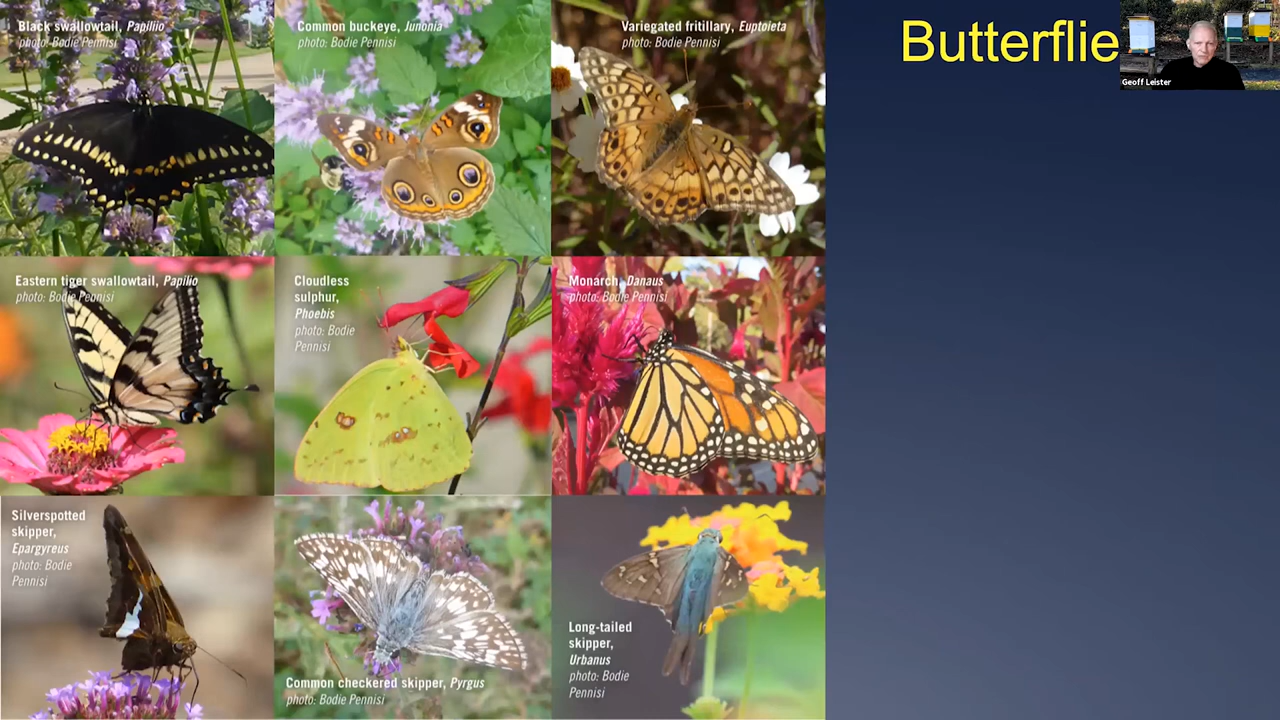 Black swallowtail, Papilio
photo: Bodie Pennisi
Common buckeye, Junonia
photo: Bodie Pennisi
Variegated fritillary, Euptoieta
photo: Bodie Pennisi
Butterflie
Geoff Leister
Eastern tiger swallowtail, Papilio
photo: Bodie Pennisi
Cloudless
sulphur,
Phoebis
photo: Bodie
Pennisi
Monarch, Danaus
photo: Bodie Pennisi
Silverspotted
skipper,
Epargyreus
photo: Bodie
Pennisi
Common checkered skipper, Pyrgus
photo: Bodie Pennisi
Long-tailed
skipper,
Urbanus
photo: Bodie
Pennisi